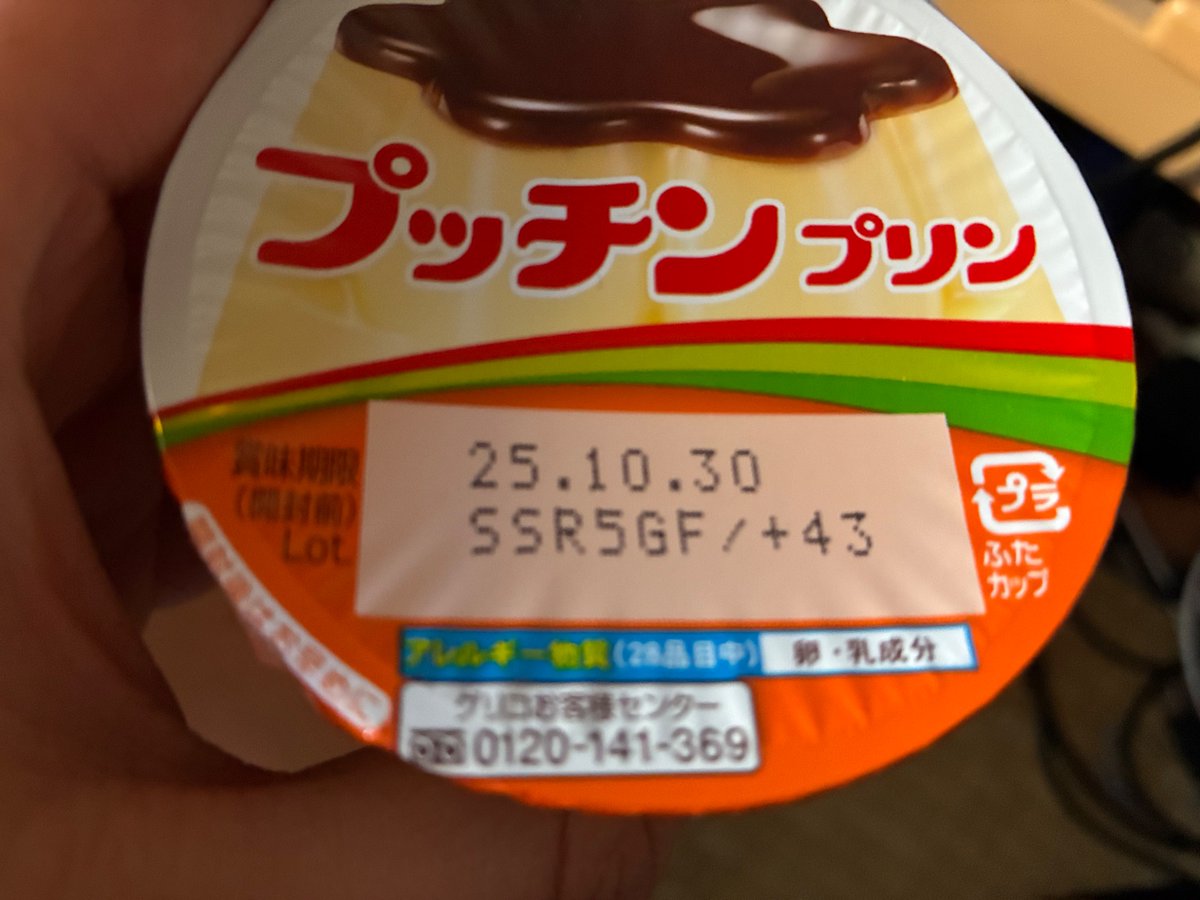 プッチンプリン
賞味期限
(開封前)
Lot.
25.10.30
SSR5GF/+43
プラ
ふた
カップ
アレルギー物質(28品目中) 卵・乳成分
グリコお客様センター
0120-141-369